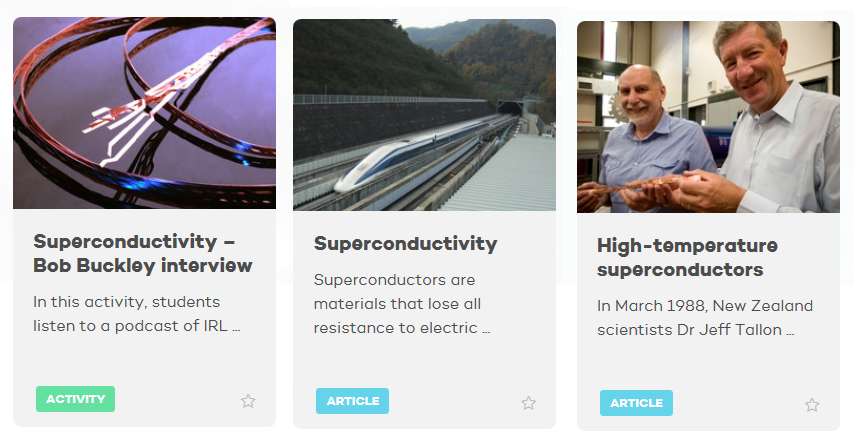 Superconductivity –
Bob Buckley interview
In this activity, students
listen to a podcast of IRL ...
ACTIVITY
Superconductivity
Superconductors are
materials that lose all
resistance to electric ...
ARTICLE
High-temperature
superconductors
In March 1988, New Zealand
scientists Dr Jeff Tallon ...
ARTICLE